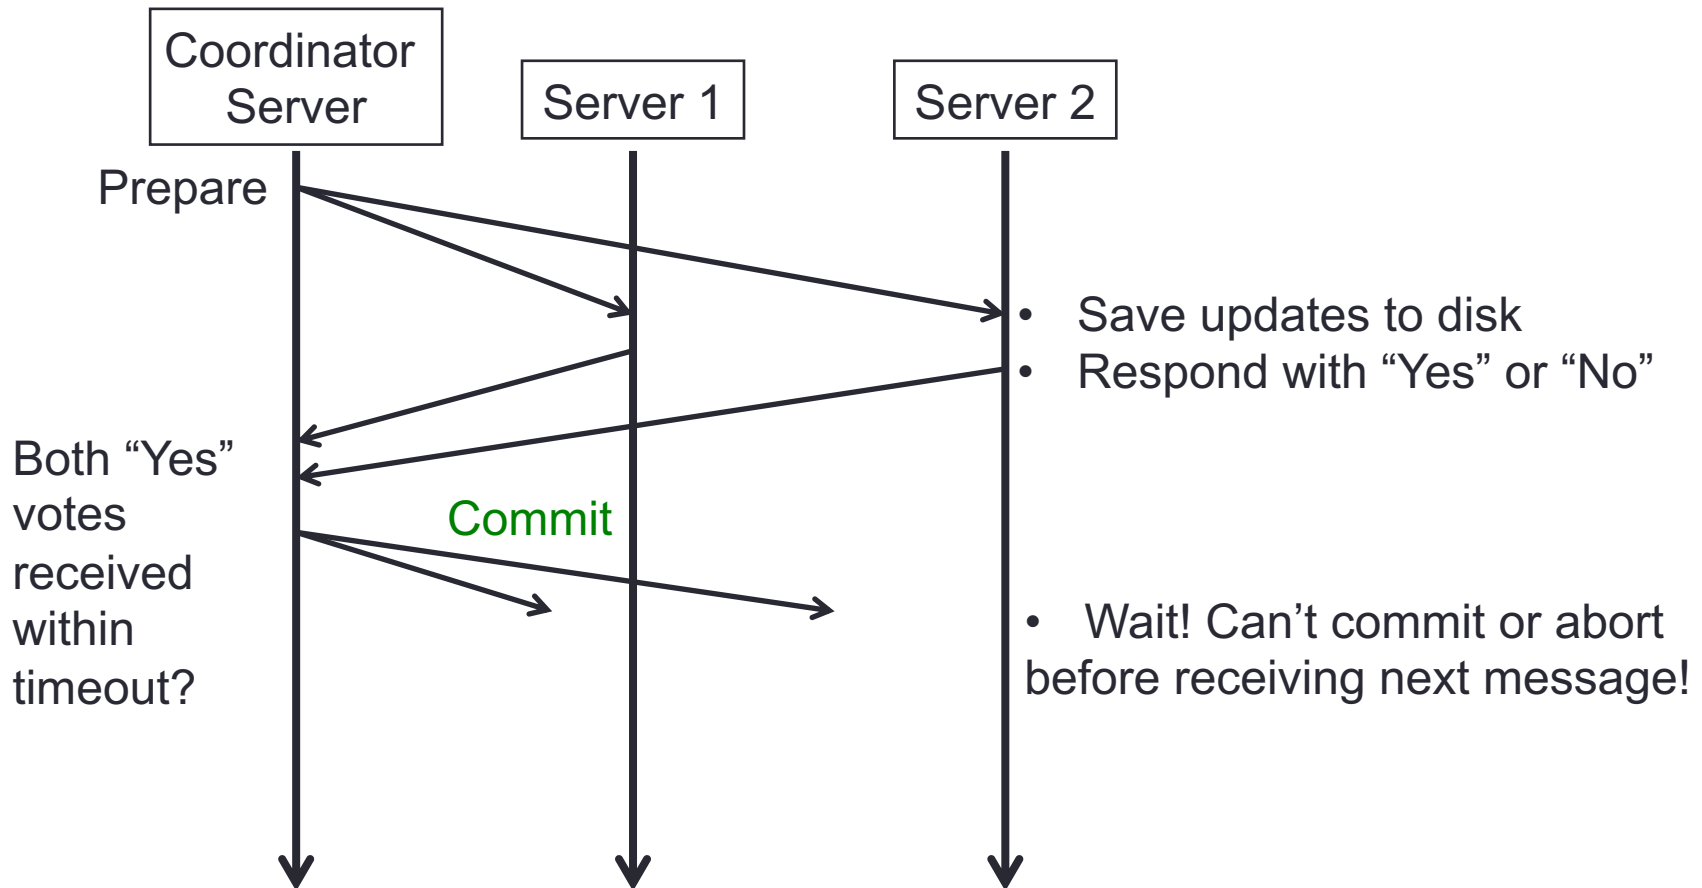 Coordinator
Server
Server 1
Server 2
Prepare
• Save updates to disk
• Respond with “Yes” or “No”
Both “Yes”
votes
received
within
timeout?
Commit
• Wait! Can’t commit or abort
before receiving next message!